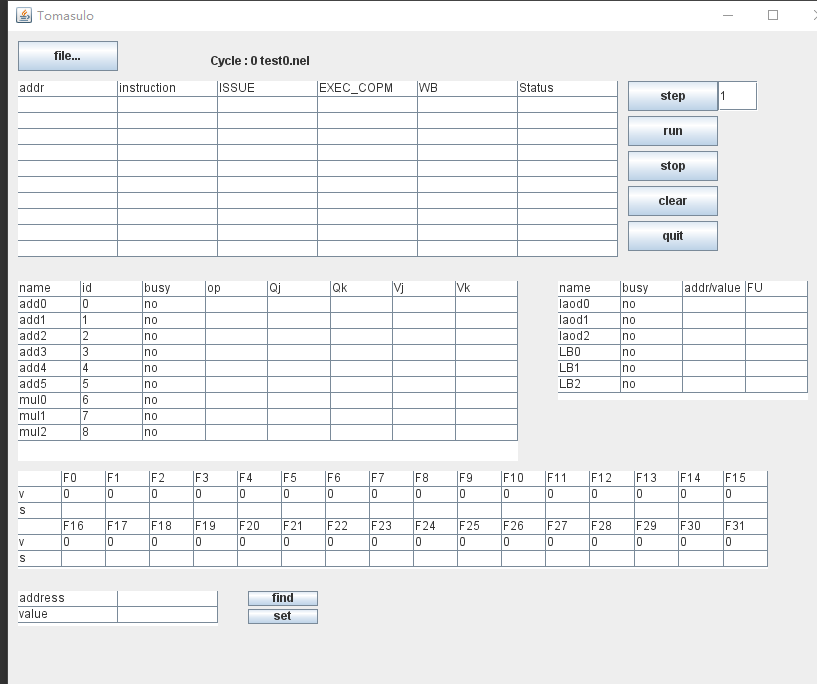 Tomasulo
file... Cycle : 0 test0.nel
addr instruction ISSUE EXEC_COPM WB Status
step 1
run
stop
clear
quit
name id busy op Qj Qk Vj Vk
add0 0 no
add1 1 no
add2 2 no
add3 3 no
add4 4 no
add5 5 no
mul0 6 no
mul1 7 no
mul2 8 no
name busy addr/value FU
laod0 no
laod1 no
laod2 no
LB0 no
LB1 no
LB2 no
F0 F1 F2 F3 F4 F5 F6 F7 F8 F9 F10 F11 F12 F13 F14 F15
v 0 0 0 0 0 0 0 0 0 0 0 0 0 0 0 0
s
F16 F17 F18 F19 F20 F21 F22 F23 F24 F25 F26 F27 F28 F29 F30 F31
v 0 0 0 0 0 0 0 0 0 0 0 0 0 0 0 0
s
address find
value set